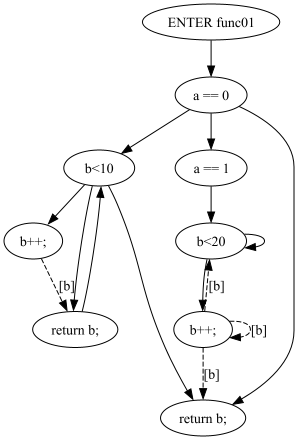 ENTER func01
a == 0
b<10
a == 1
b++;
b<20
[b]
[b]
return b;
b++;
[b]
[b]
return b;